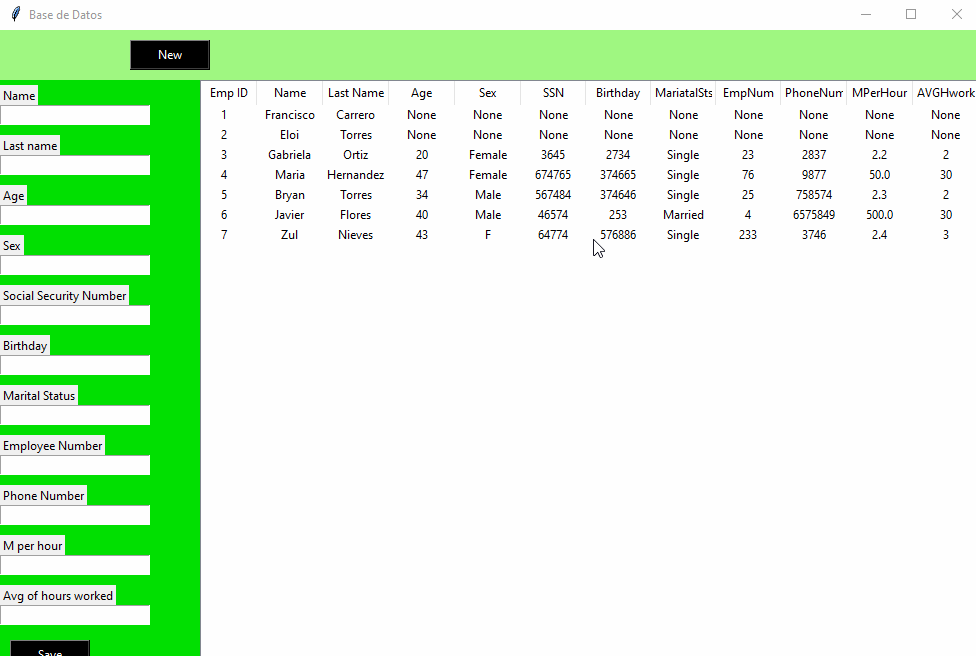 Base de Datos
New
Name
Last name
Age
Sex
Social Security Number
Birthday
Marital Status
Employee Number
Phone Number
M per hour
Avg of hours worked
Save
Emp ID Name Last Name Age Sex SSN Birthday MariatalSts EmpNum PhoneNum MPerHour AVGHwork
1 Francisco Carrero None None None None None None None None None
2 Eloi Torres None None None None None None None None None
3 Gabriela Ortiz 20 Female 3645 2734 Single 23 2837 2.2 2
4 Maria Hernandez 47 Female 674765 374665 Single 76 9877 50.0 30
5 Bryan Torres 34 Male 567484 374646 Single 25 758574 2.3 2
6 Javier Flores 40 Male 46574 253 Married 4 6575849 500.0 30
7 Zul Nieves 43 F 64774 576886 Single 233 3746 2.4 3